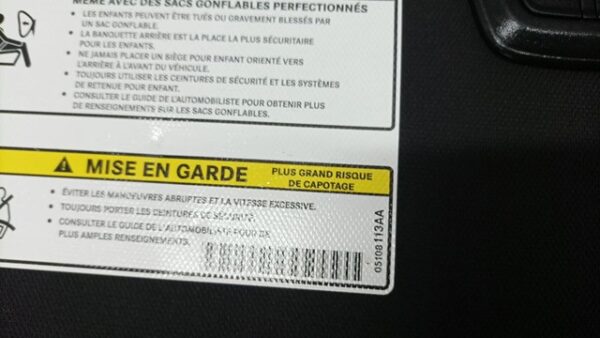 MÊME AVEC DES SACS GONFLABLES PERFECTIONNÉS
• LES ENFANTS PEUVENT ÊTRE TUÉS OU GRAVEMENT BLESSÉS PAR
UN SAC GONFLABLE.
• LA BANQUETTE ARRIÈRE EST LA PLACE LA PLUS SÉCURITAIRE
POUR LES ENFANTS.
• NE JAMAIS PLACER UN SIÈGE POUR ENFANT ORIENTÉ VERS
L'ARRIÈRE À L'AVANT DU VÉHICULE.
• TOUJOURS UTILISER LES CEINTURES DE SÉCURITÉ ET LES SYSTÈMES
DE RETENUE POUR ENFANT.
• CONSULTER LE GUIDE DE L'AUTOMOBILISTE POUR OBTENIR PLUS
DE RENSEIGNEMENTS SUR LES SACS GONFLABLES.
MISE EN GARDE
PLUS GRAND RISQUE
DE CAPOTAGE
• ÉVITER LES MANOEUVRES ABRUPTES ET LA VITESSE EXCESSIVE.
• TOUJOURS PORTER LES CEINTURES DE SÉCURITÉ.
• CONSULTER LE GUIDE DE L'AUTOMOBILISTE POUR DE
PLUS AMPLES RENSEIGNEMENTS.
05108113AA